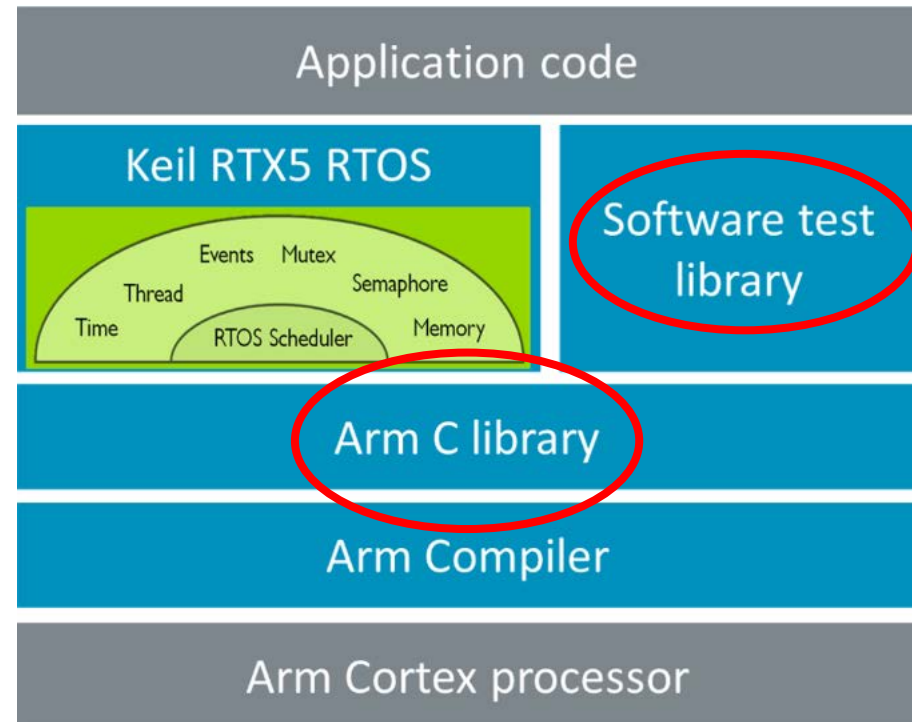 Application code
Keil RTX5 RTOS
Events Mutex
Thread Semaphore
Time RTOS Scheduler Memory
Software test
library
Arm C library
Arm Compiler
Arm Cortex processor